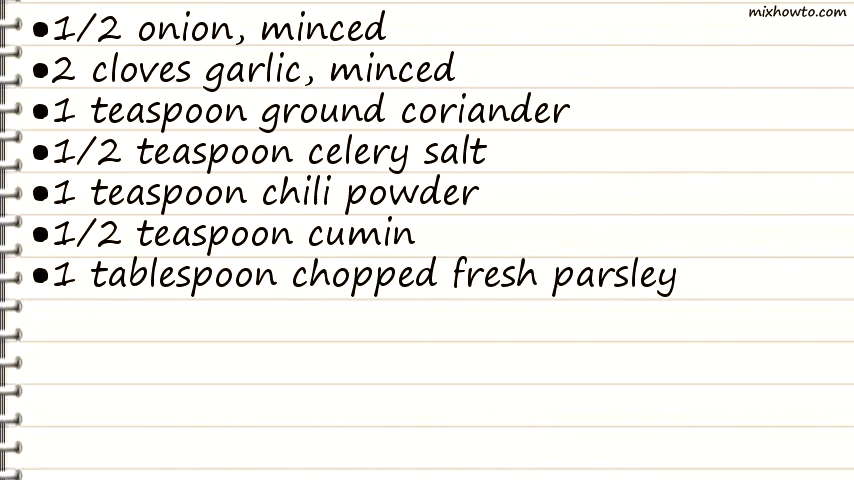 mixhowto.com
•1/2 onion, minced
•2 cloves garlic, minced
•1 teaspoon ground coriander
•1/2 teaspoon celery salt
•1 teaspoon chili powder
•1/2 teaspoon cumin
•1 tablespoon chopped fresh parsley